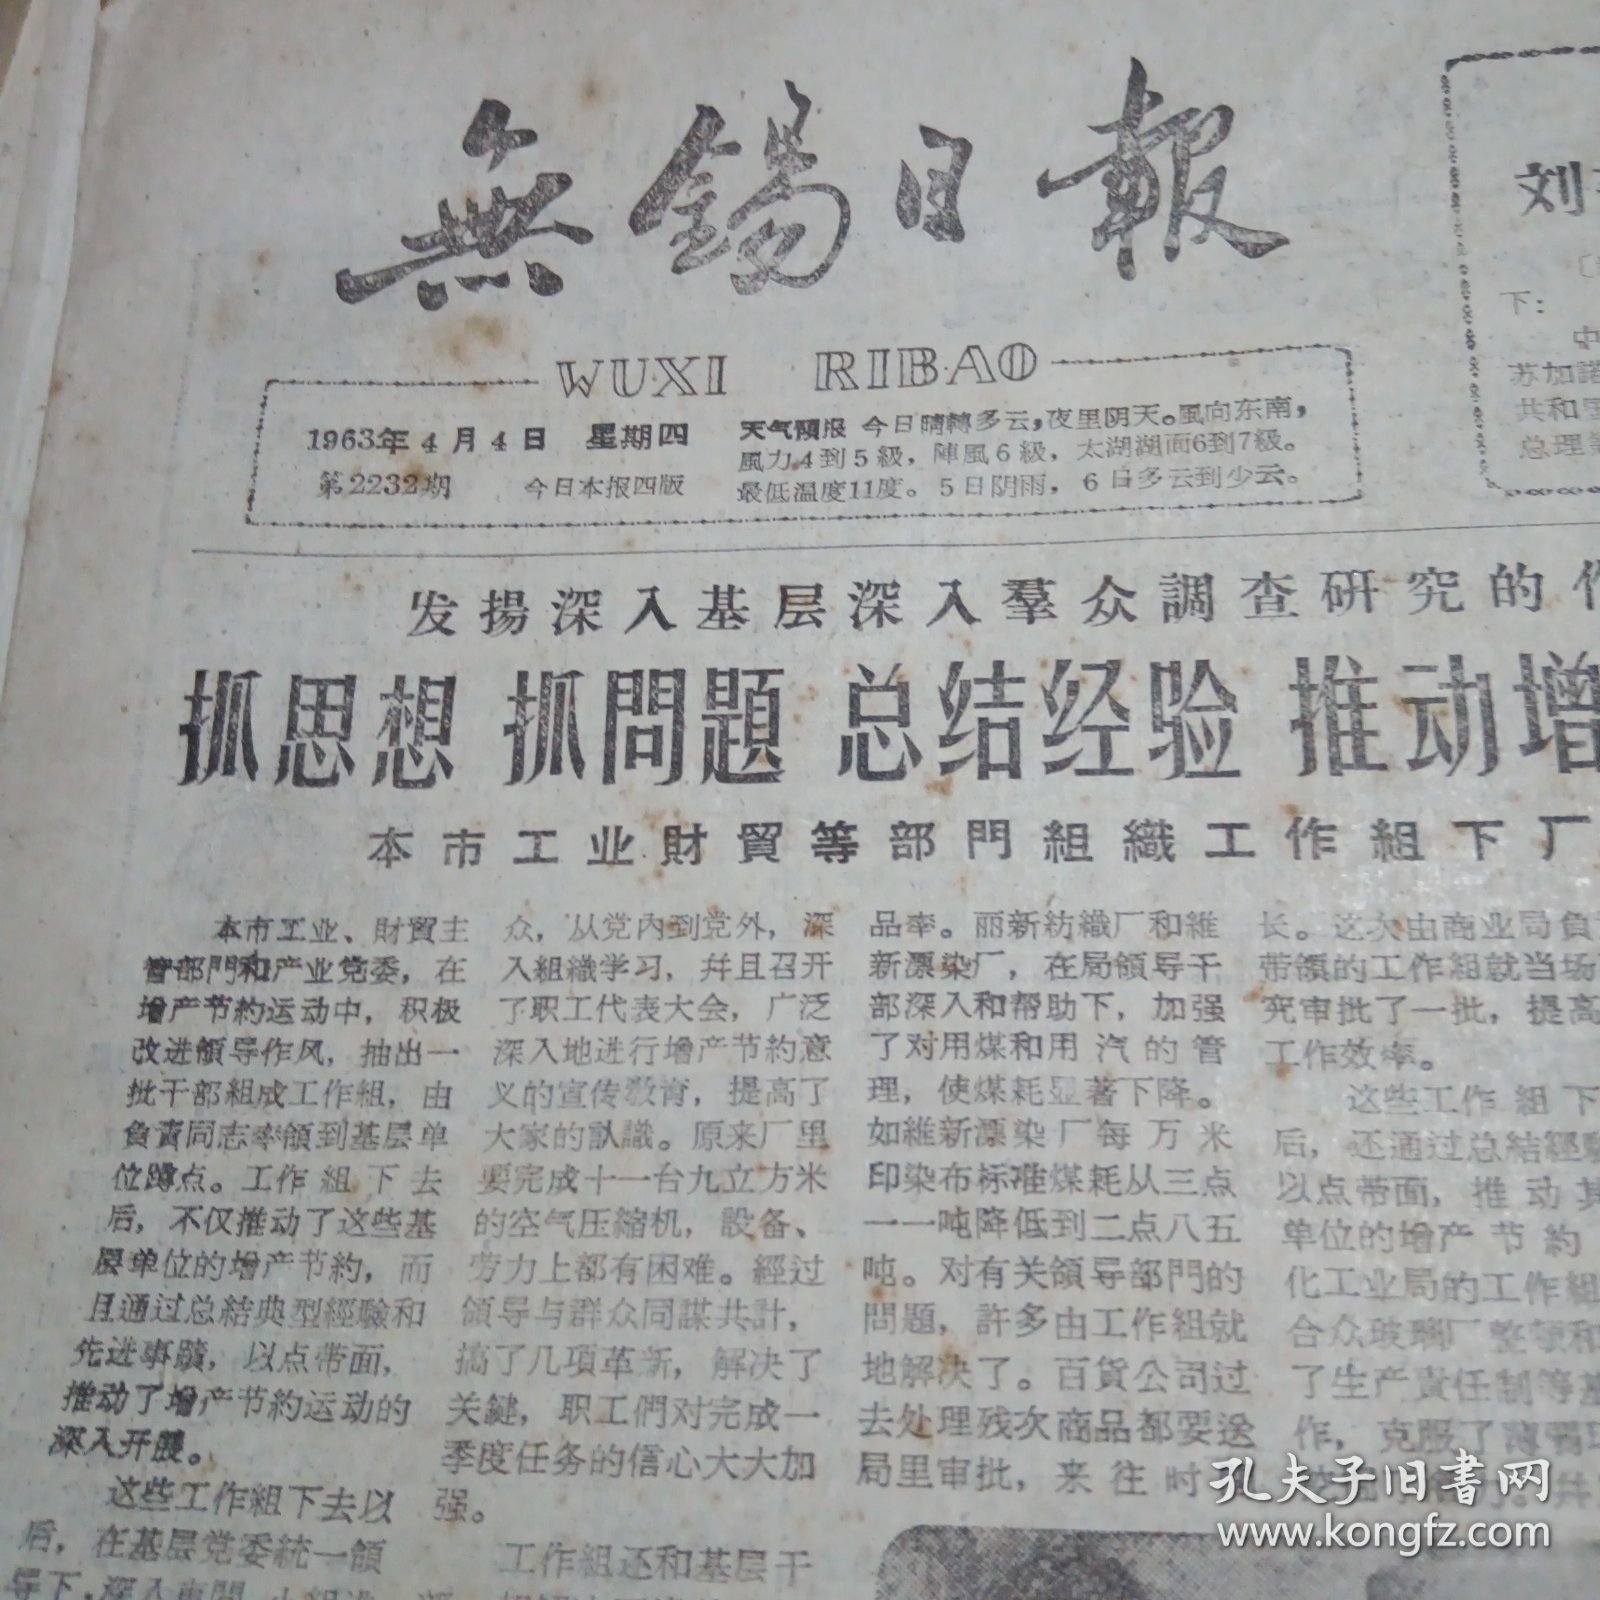 無錫日報
WUXI RIBAO
1963年4月4日 星期四
第2232期 今日本报四版
天气預报 今日晴轉多云，夜里阴天。風向东南，
風力4到5級，陣風6級，太湖湖面6到7級。
最低温度11度。5日阴雨，6日多云到少云。
刘
下：
中
苏加諾
共和国
总理
发揚深入基层深入羣众調查研究的作
抓思想 抓問題 总结经验 推动增
本市工业財貿等部門組織工作組下厂
本市工业、財貿主
管部門和产业党委，在
增产节約运动中，积极
改进領导作风，抽出一
批干部組成工作組，由
負責同志率領到基层单
位蹲点。工作組下去
后，不仅推动了这些基
层单位的增产节約，而
且通过总結典型經驗和
先进事蹟，以点带面，
推动了增产节約运动的
深入开展。
这些工作組下去以
后，在基层党委統一領
导下，深入車間
众，从党内到党外，深
入組織学习，并且召开
了职工代表大会，广泛
深入地进行增产节約意
义的宣传教育，提高了
大家的認識。原来厂里
要完成十一台九立方米
的空气压縮机，設备、
劳力上都有困难。經过
領导与群众同謀共計，
搞了几項革新，解决了
关鍵，职工們对完成一
季度任务的信心大大加
强。
工作組还和基层干
品率。丽新紡織厂和維
新漂染厂，在局領导干
部深入和帮助下，加强
了对用煤和用汽的管
理，使煤耗显著下降。
如維新漂染厂每万米
印染布标准煤耗从三点
一一吨降低到二点八五
吨。对有关領导部門的
問題，許多由工作組就
地解决了。百貨公司过
去处理残次商品都要送
局里审批，来往时
长。这次由商业局負
带領的工作組就当场
究审批了一批，提高
工作效率。
这些工作組下
后，还通过总結經驗
以点带面，推动其
单位的增产节約
化工业局的工作組
合众玻璃厂整頓和
了生产責任制等基
作，克服了薄弱环
孔夫子旧書网
www.kongfz.com